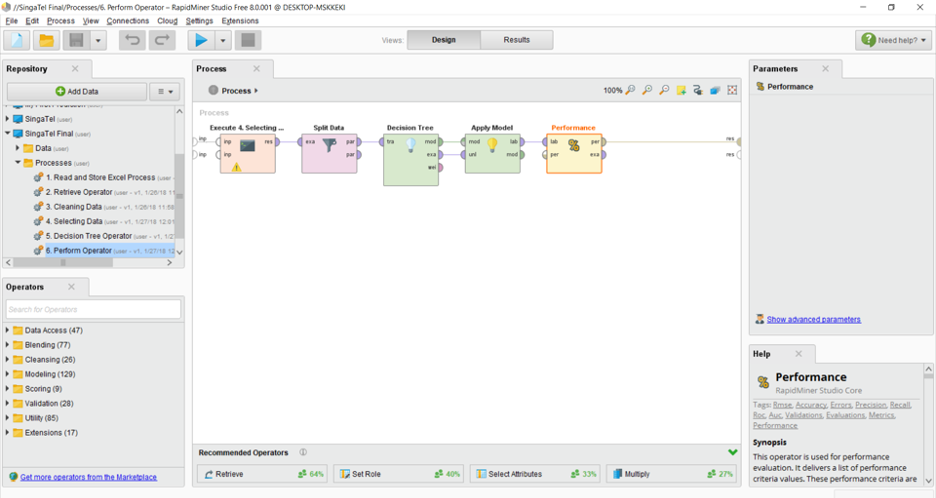 //SingaTel Final/Processes/6. Perform Operator – RapidMiner Studio Free 8.0.001 @ DESKTOP-MSKKEKI
File Edit Process View Connections Cloud Settings Extensions
Views: Design Results Need help?
Repository
Add Data
SingaTel (user)
SingaTel Final (user)
Data (user)
Processes (user)
1. Read and Store Excel Process (user -
2. Retrieve Operator (user - v1, 1/26/18
3. Cleaning Data (user - v1, 1/26/18 11:58
4. Selecting Data (user - v1, 1/27/18 12:01
5. Decision Tree Operator (user - v1, 1/2
6. Perform Operator (user - v1, 1/27/18 12
Operators
Search for Operators
Data Access (47)
Blending (77)
Cleansing (26)
Modeling (129)
Scoring (9)
Validation (28)
Utility (85)
Extensions (17)
Get more operators from the Marketplace
Process
Process
100%
Process
Execute 4. Selecting ... Split Data Decision Tree Apply Model Performance
inp inp res exa par tra mod mod lab lab per res
inp inp par exa unl mod per exa res
wei
Recommended Operators
Retrieve 64% Set Role 40% Select Attributes 33% Multiply 27%
Parameters
Performance
Show advanced parameters
Help
Performance
RapidMiner Studio Core
Tags: Rmse, Accuracy, Errors, Precision, Recall,
Roc, Auc, Validations, Evaluations, Metrics,
Performance
Synopsis
This operator is used for performance
evaluation. It delivers a list of performance
criteria values. These performance criteria are